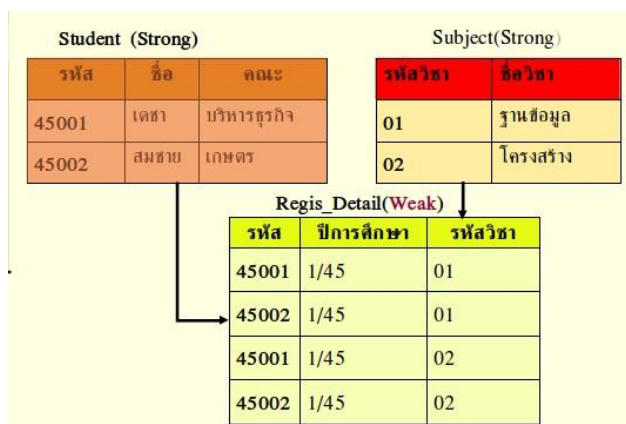 Student (Strong)
รหัส ชื่อ คณะ
45001 เดชา บริหารธุรกิจ
45002 สมชาย เกษตร
Subject(Strong)
รหัสวิชา ชื่อวิชา
01 ฐานข้อมูล
02 โครงสร้าง
Regis_Detail(Weak)
รหัส ปีการศึกษา รหัสวิชา
45001 1/45 01
45002 1/45 01
45001 1/45 02
45002 1/45 02